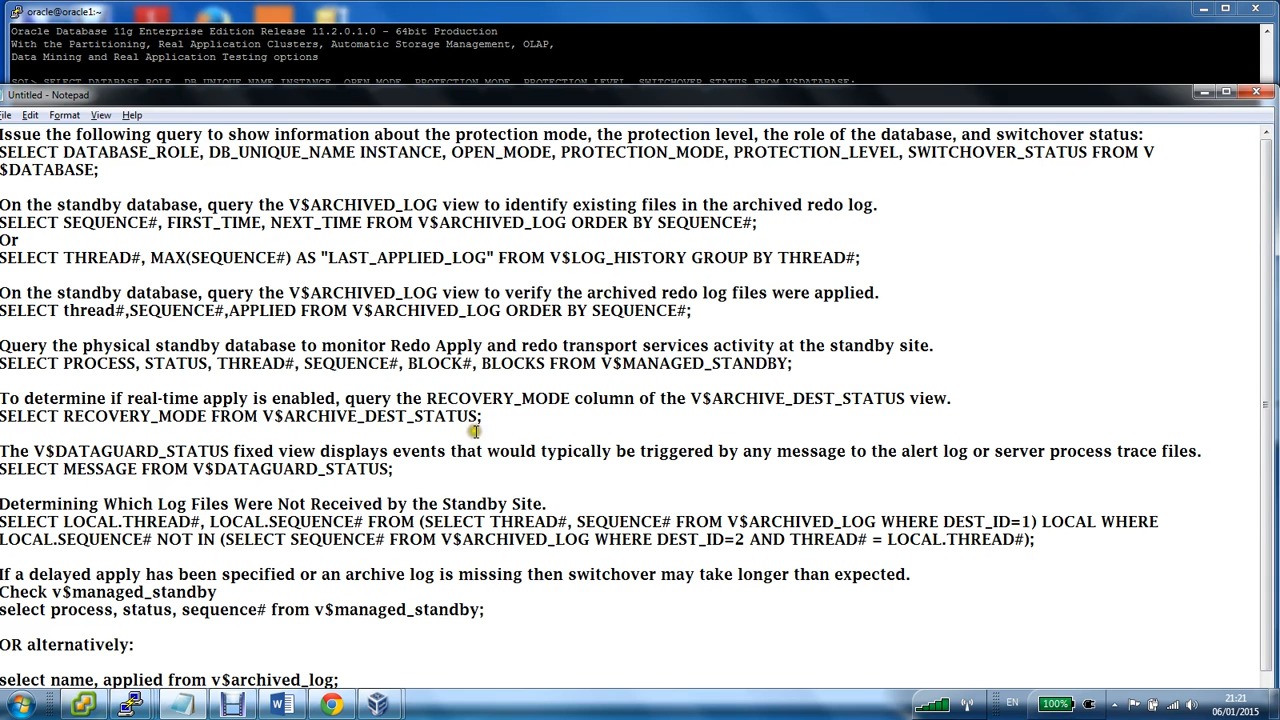 oracle@oracle1:~
Oracle Database 11g Enterprise Edition Release 11.2.0.1.0 - 64bit Production
With the Partitioning, Real Application Clusters, Automatic Storage Management, OLAP,
Data Mining and Real Application Testing options
SQL> SELECT DATABASE_ROLE, DB_UNIQUE_NAME INSTANCE, OPEN_MODE, PROTECTION_MODE, PROTECTION_LEVEL, SWITCHOVER_STATUS FROM V$DATABASE;
Untitled - Notepad
File Edit Format View Help
Issue the following query to show information about the protection mode, the protection level, the role of the database, and switchover status:
SELECT DATABASE_ROLE, DB_UNIQUE_NAME INSTANCE, OPEN_MODE, PROTECTION_MODE, PROTECTION_LEVEL, SWITCHOVER_STATUS FROM V
$DATABASE;
On the standby database, query the V$ARCHIVED_LOG view to identify existing files in the archived redo log.
SELECT SEQUENCE#, FIRST_TIME, NEXT_TIME FROM V$ARCHIVED_LOG ORDER BY SEQUENCE#;
Or
SELECT THREAD#, MAX(SEQUENCE#) AS "LAST_APPLIED_LOG" FROM V$LOG_HISTORY GROUP BY THREAD#;
On the standby database, query the V$ARCHIVED_LOG view to verify the archived redo log files were applied.
SELECT thread#,SEQUENCE#,APPLIED FROM V$ARCHIVED_LOG ORDER BY SEQUENCE#;
Query the physical standby database to monitor Redo Apply and redo transport services activity at the standby site.
SELECT PROCESS, STATUS, THREAD#, SEQUENCE#, BLOCK#, BLOCKS FROM V$MANAGED_STANDBY;
To determine if real-time apply is enabled, query the RECOVERY_MODE column of the V$ARCHIVE_DEST_STATUS view.
SELECT RECOVERY_MODE FROM V$ARCHIVE_DEST_STATUS;
The V$DATAGUARD_STATUS fixed view displays events that would typically be triggered by any message to the alert log or server process trace files.
SELECT MESSAGE FROM V$DATAGUARD_STATUS;
Determining Which Log Files Were Not Received by the Standby Site.
SELECT LOCAL.THREAD#, LOCAL.SEQUENCE# FROM (SELECT THREAD#, SEQUENCE# FROM V$ARCHIVED_LOG WHERE DEST_ID=1) LOCAL WHERE
LOCAL.SEQUENCE# NOT IN (SELECT SEQUENCE# FROM V$ARCHIVED_LOG WHERE DEST_ID=2 AND THREAD# = LOCAL.THREAD#);
If a delayed apply has been specified or an archive log is missing then switchover may take longer than expected.
Check v$managed_standby
select process, status, sequence# from v$managed_standby;
OR alternatively:
select name, applied from v$archived_log;
EN
100%
21:21
06/01/2015